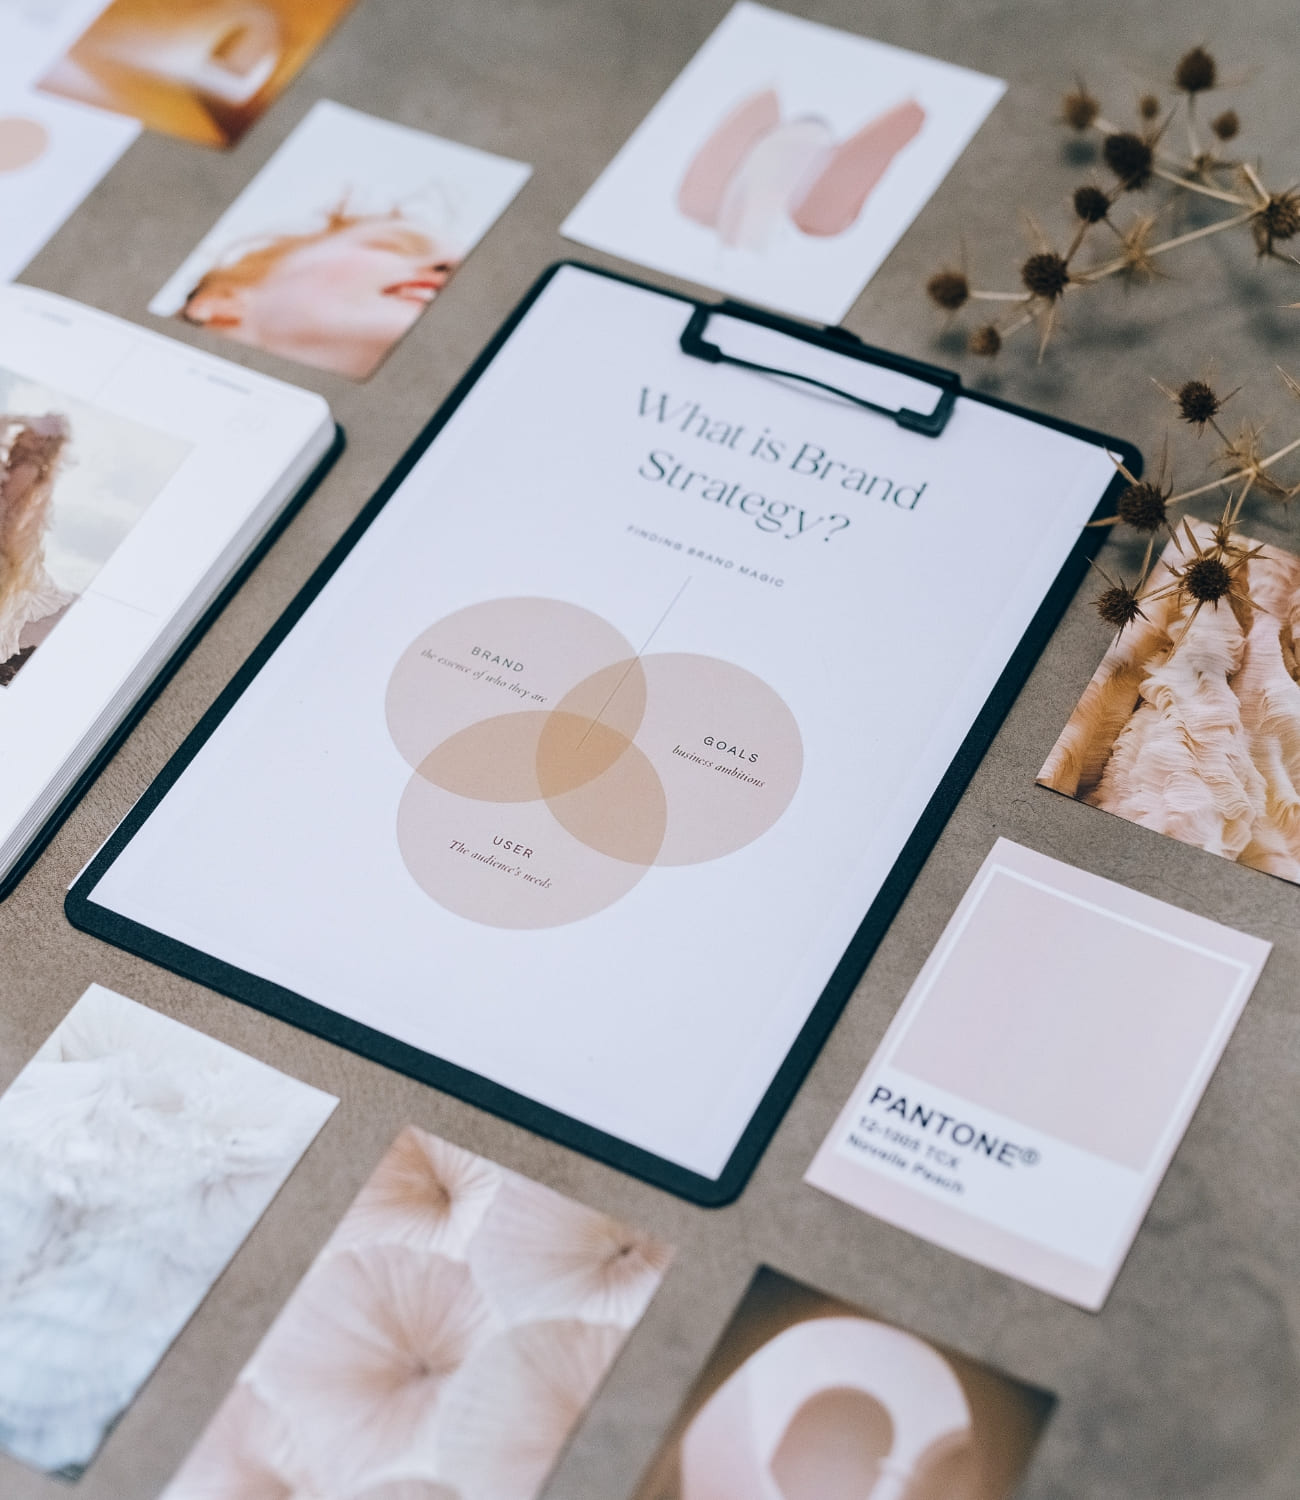 What is Brand
Strategy?
FINDING BRAND MAGIC
BRAND
the essence of who they are
GOALS
business ambitions
USER
The audience's needs
PANTONE®
12-1005 TCX
Novelle Peach